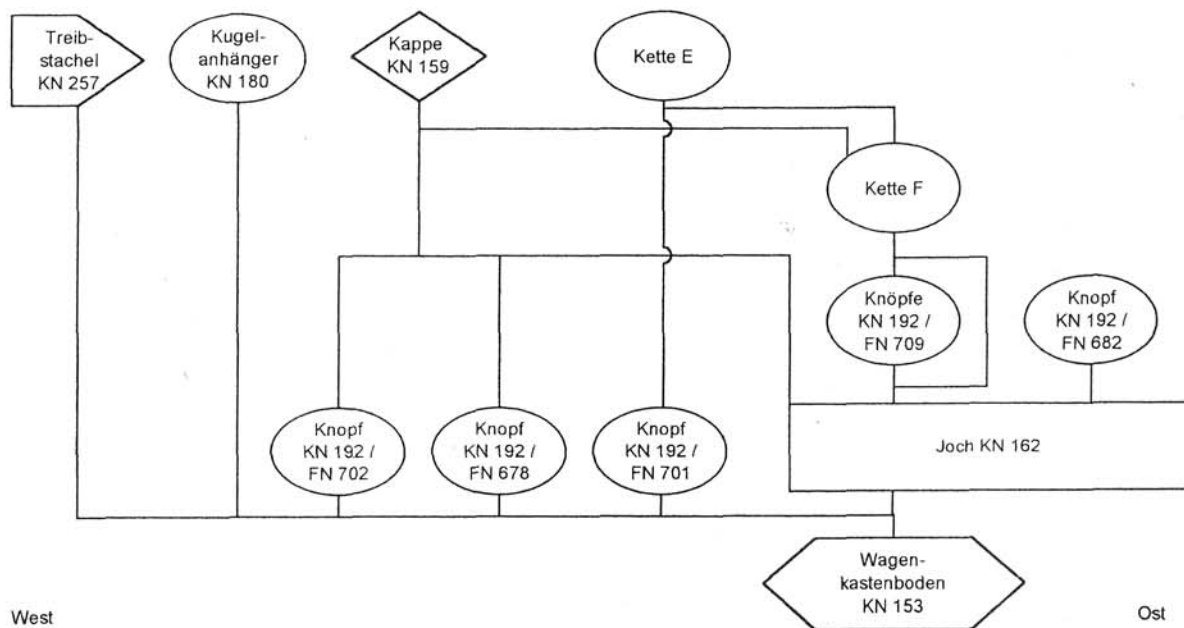 Treib-
stachel
KN 257
Kugel-
anhänger
KN 180
Kappe
KN 159
Kette E
Kette F
Knöpfe
KN 192 /
FN 709
Knopf
KN 192 /
FN 682
Knopf
KN 192 /
FN 702
Knopf
KN 192 /
FN 678
Knopf
KN 192 /
FN 701
Joch KN 162
Wagen-
kastenboden
KN 153
West
Ost